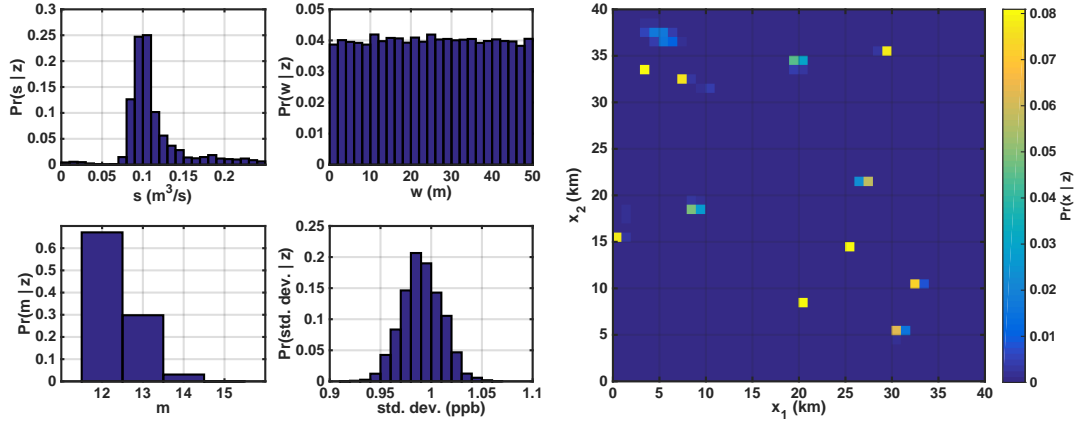 0.3
0.25
0.2
0.15
0.1
0.05
0
Pr(s | z)
0 0.05 0.1 0.15 0.2
s (m³/s)
0.05
0.04
0.03
0.02
0.01
0
Pr(w | z)
0 10 20 30 40 50
w (m)
0.6
0.5
0.4
0.3
0.2
0.1
0
Pr(m | z)
12 13 14 15
m
0.25
0.2
0.15
0.1
0.05
0
Pr(std. dev. | z)
0.9 0.95 1 1.05 1.1
std. dev. (ppb)
40
35
30
25
20
15
10
5
0
x₂ (km)
0 5 10 15 20 25 30 35 40
x₁ (km)
0.08
0.07
0.06
0.05
0.04
0.03
0.02
0.01
0
Pr(x | z)